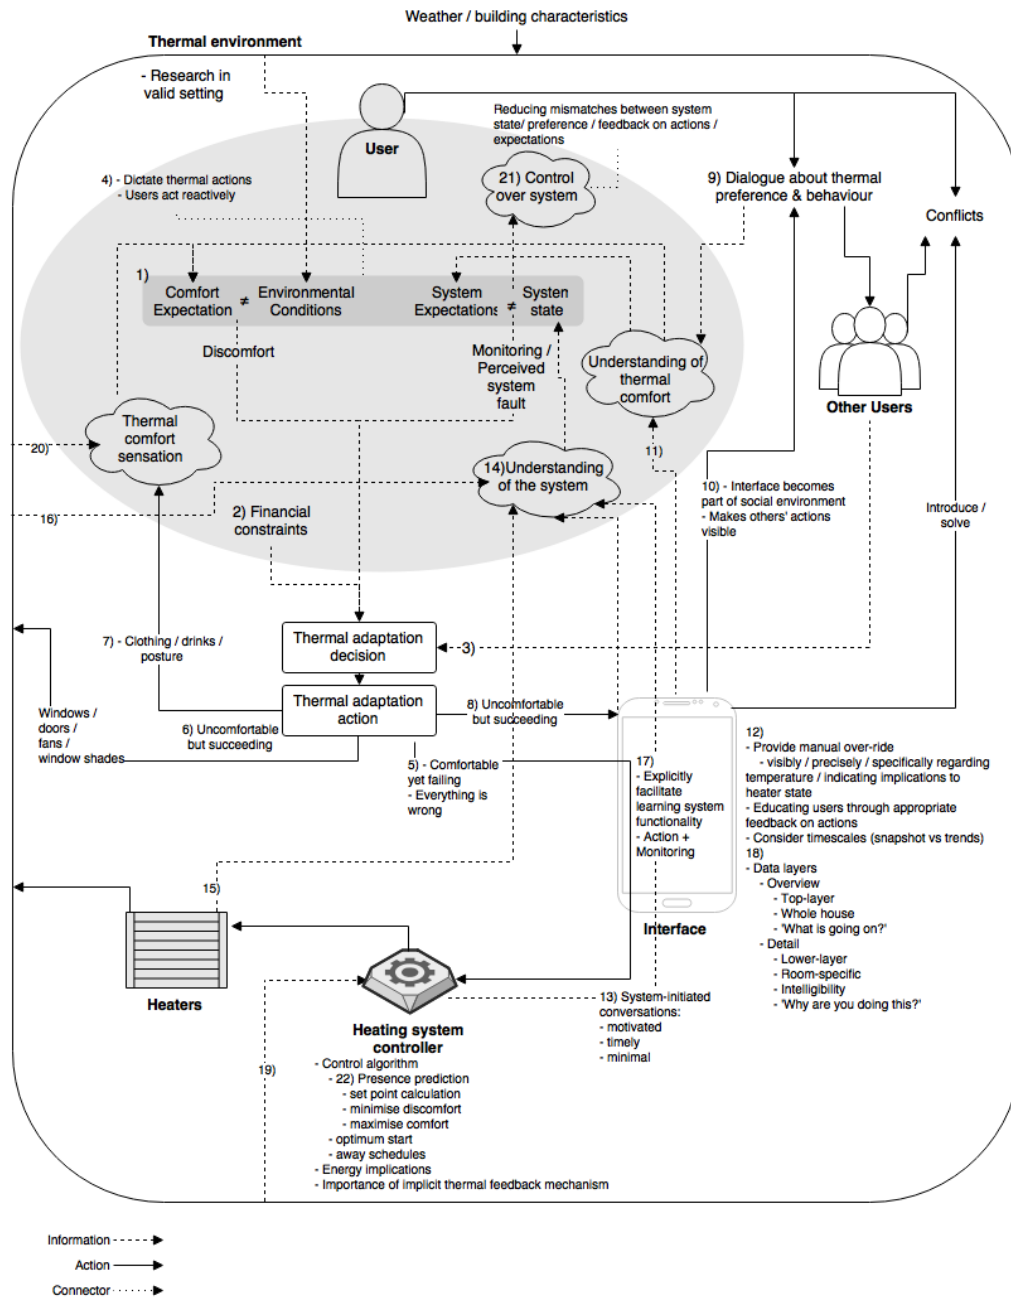 Weather / building characteristics
Thermal environment
- Research in
valid setting
User
Reducing mismatches between system
state/ preference / feedback on actions /
expectations
21) Control
over system
4) - Dictate thermal actions
- Users act reactively
9) - Dialogue about thermal
preference & behaviour
Conflicts
1)
Comfort
Expectation
≠
Environmental
Conditions
System
Expectations
≠
System
state
Discomfort
Monitoring /
Perceived
system
fault
Understanding of
thermal
comfort
Other Users
Thermal
comfort
sensation
20)
14)Understanding
of the system
11)
10) - Interface becomes
part of social environment
- Makes others' actions
visible
Introduce /
solve
16)
2) Financial
constraints
Thermal adaptation
decision
3)
7) - Clothing / drinks /
posture
Thermal adaptation
action
8) Uncomfortable
but succeeding
6) Uncomfortable
but succeeding
Windows /
doors /
fans /
window shades
5) - Comfortable
yet failing
- Everything is
wrong
17)
- Explicitly
facilitate
learning system
functionality
- Action +
Monitoring
Interface
12)
- Provide manual over-ride
- visibly / precisely / specifically regarding
temperature / indicating implications to
heater state
- Educating users through appropriate
feedback on actions
- Consider timescales (snapshot vs trends)
18)
- Data layers
- Overview
- Top-layer
- Whole house
- 'What is going on?'
- Detail
- Lower-layer
- Room-specific
- Intelligibility
- 'Why are you doing this?'
15)
Heaters
13) - System-initiated
conversations:
- motivated
- timely
- minimal
Heating system
controller
- Control algorithm
- 22) Presence prediction
- set point calculation
- minimise discomfort
- maximise comfort
- optimum start
- away schedules
- Energy implications
- Importance of implicit thermal feedback mechanism
19)
Information
Action
Connector